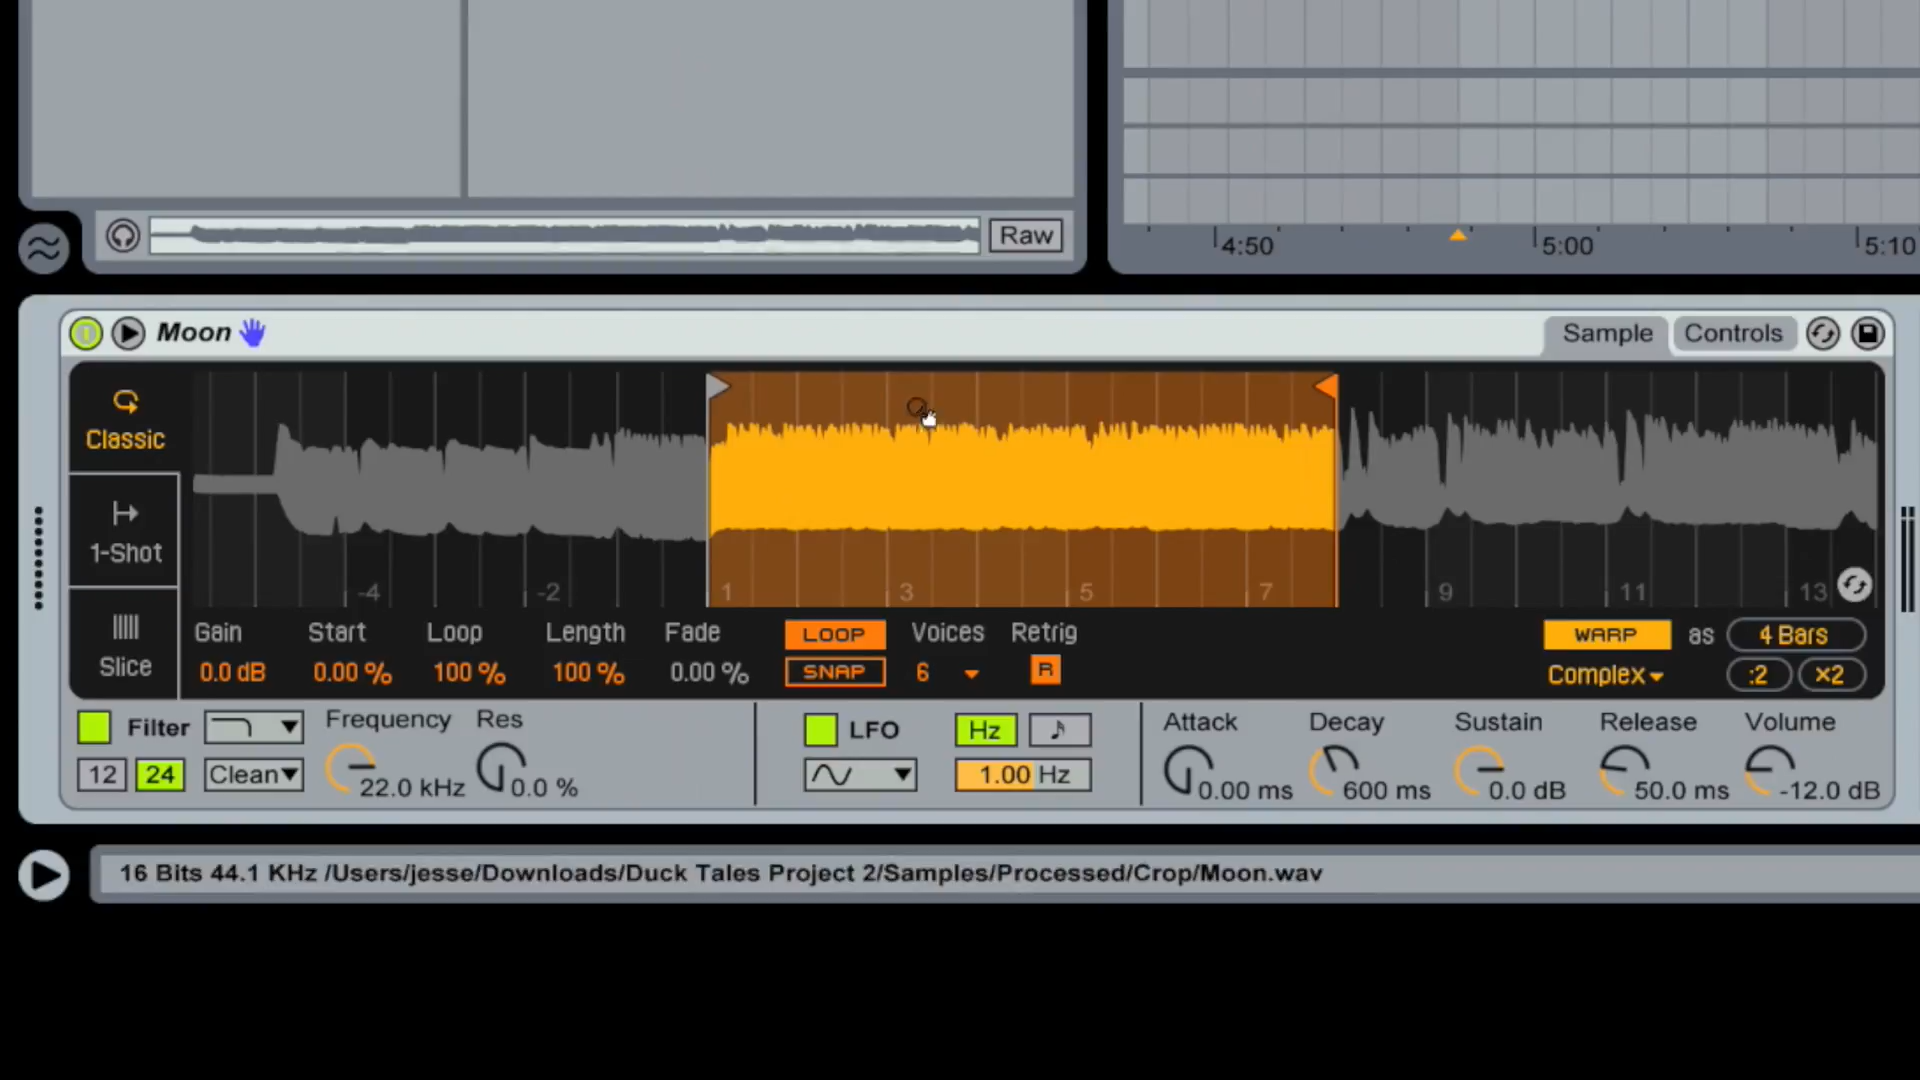 Raw
4:50 5:00 5:10
Moon
Sample Controls
Classic
1-Shot
Slice
-4 -2 1 3 5 7 9 11 13
Gain Start Loop Length Fade LOOP Voices Retrig WARP as 4 Bars
0.0 dB 0.00 % 100 % 100 % 0.00 % SNAP 6 R Complex :2 ×2
Filter Frequency Res LFO Hz Attack Decay Sustain Release Volume
12 24 Clean 22.0 kHz 0.0 % 1.00 Hz 0.00 ms 600 ms 0.0 dB 50.0 ms -12.0 dB
16 Bits 44.1 KHz /Users/jesse/Downloads/Duck Tales Project 2/Samples/Processed/Crop/Moon.wav